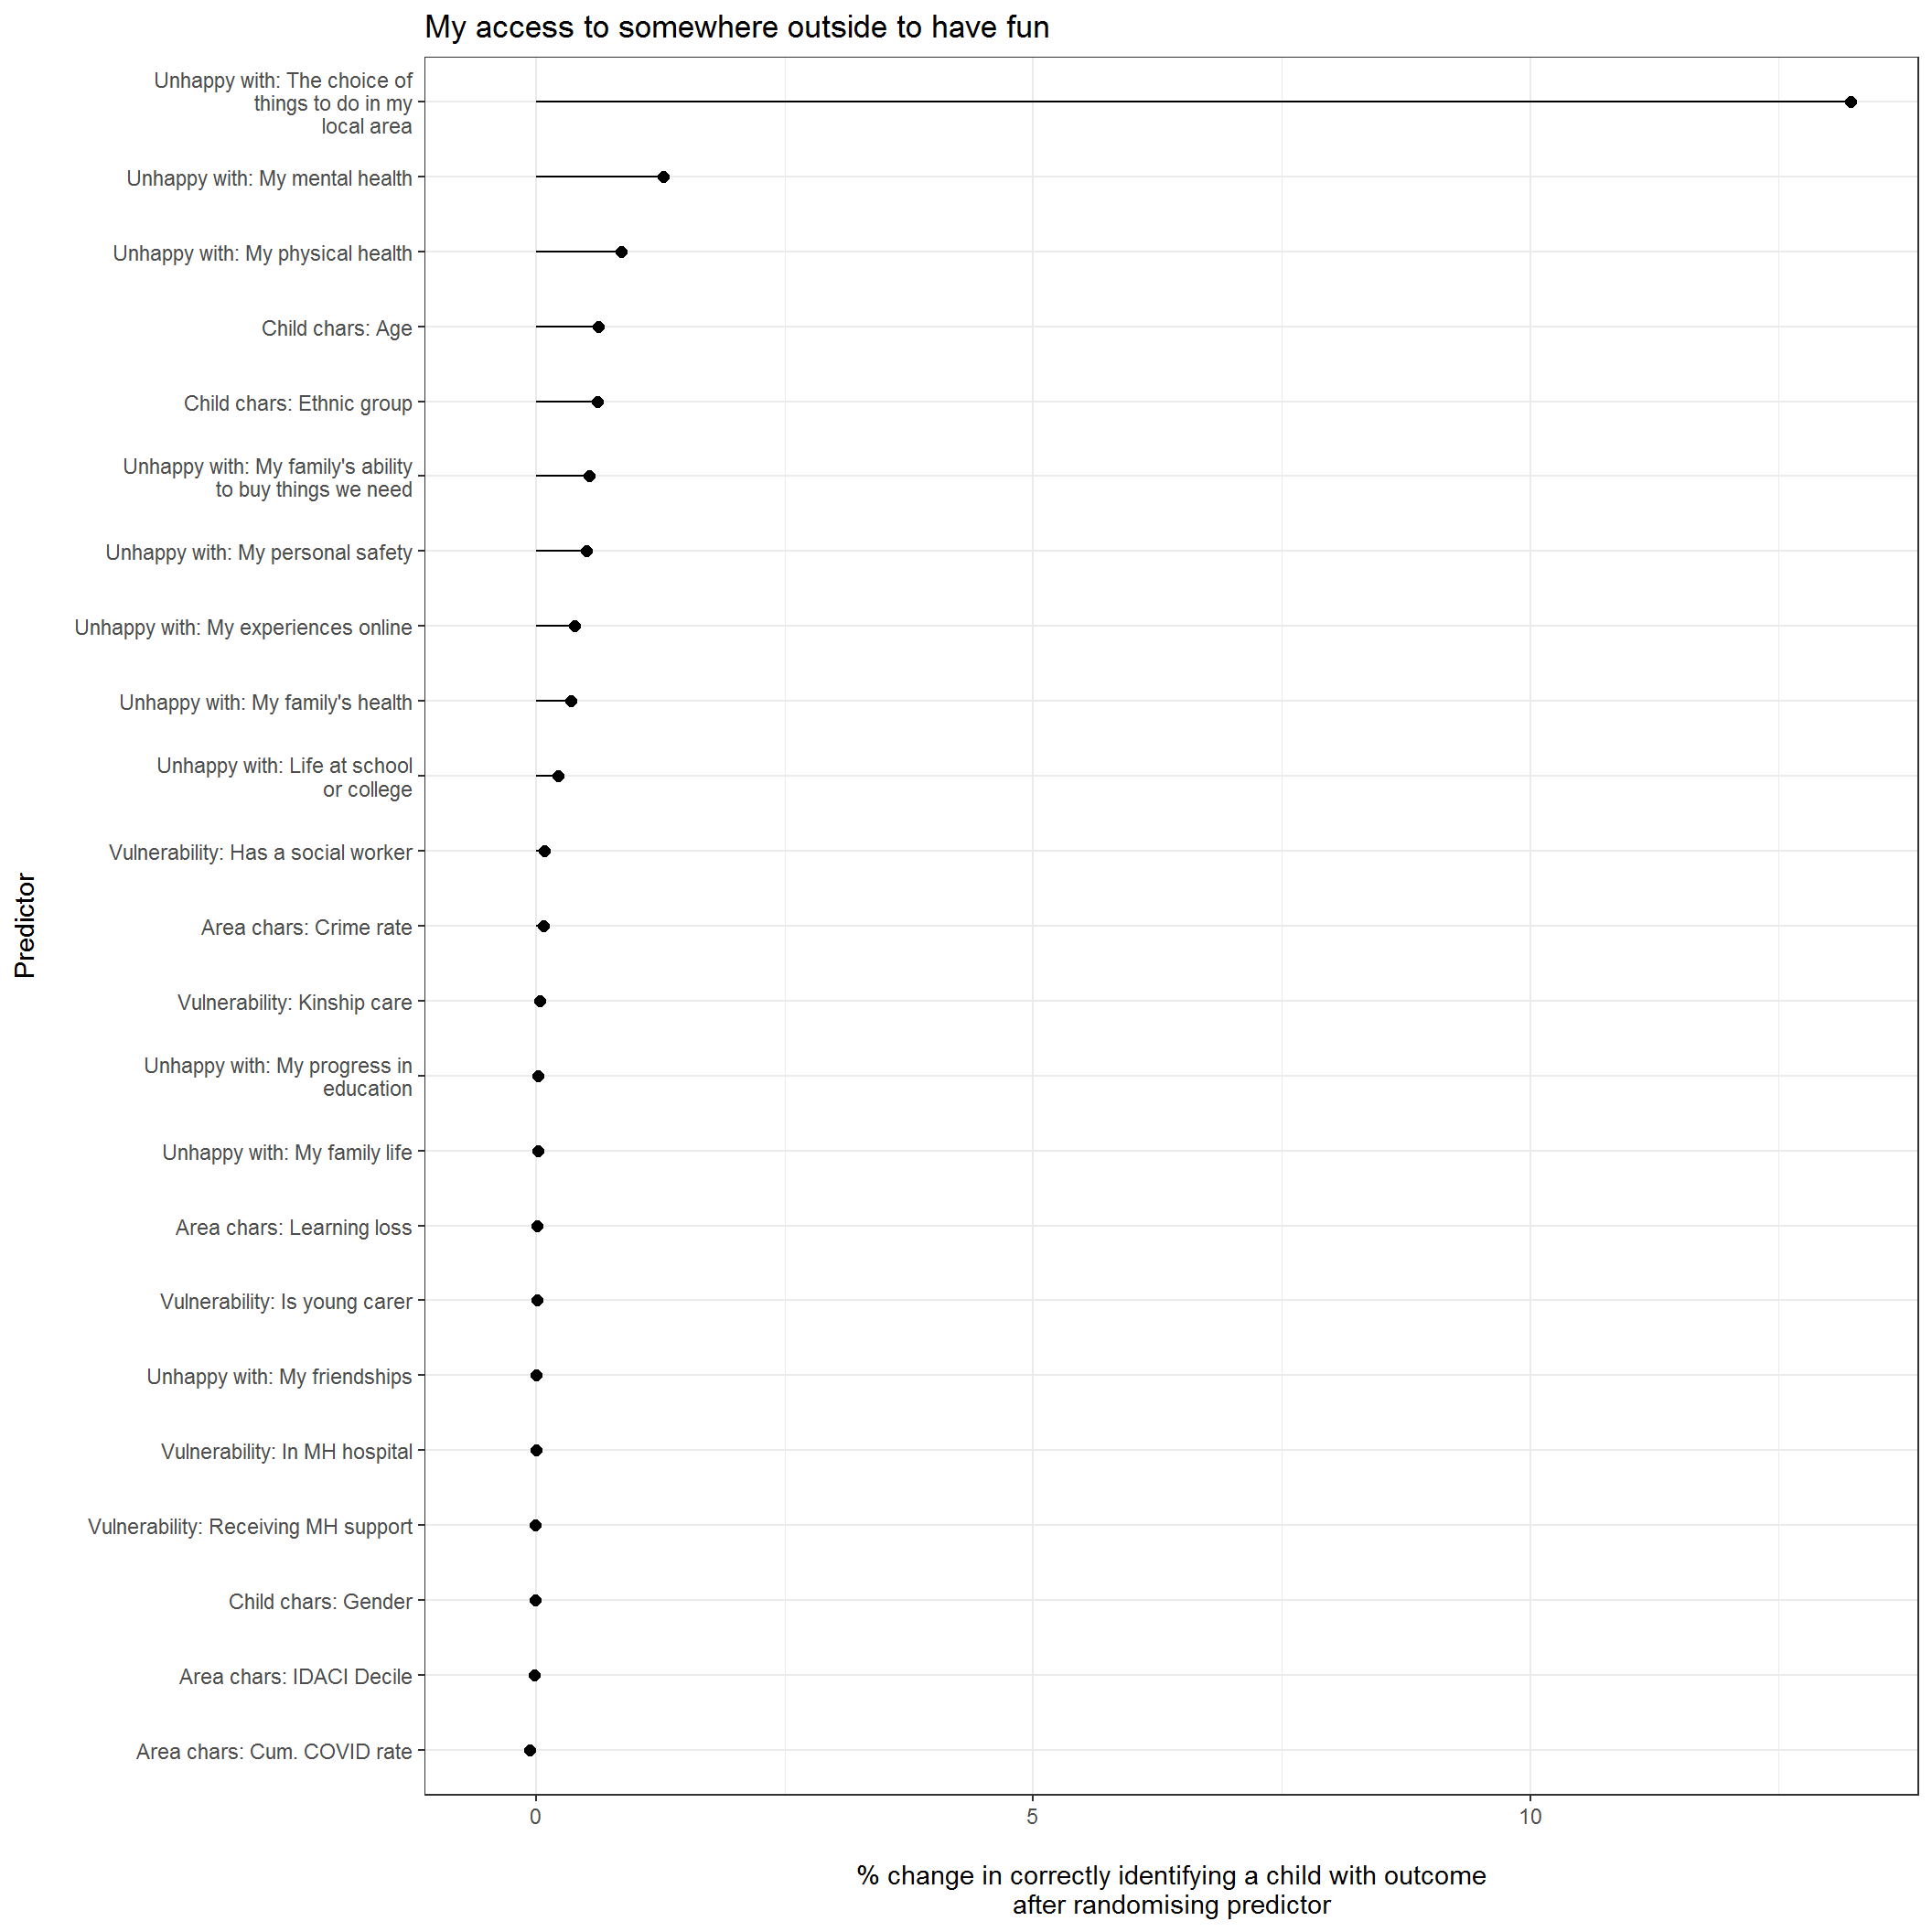 My access to somewhere outside to have fun
Unhappy with: The choice of
things to do in my
local area
Unhappy with: My mental health
Unhappy with: My physical health
Child chars: Age
Child chars: Ethnic group
Unhappy with: My family's ability
to buy things we need
Unhappy with: My personal safety
Unhappy with: My experiences online
Unhappy with: My family's health
Unhappy with: Life at school
or college
Vulnerability: Has a social worker
Area chars: Crime rate
Vulnerability: Kinship care
Unhappy with: My progress in
education
Unhappy with: My family life
Area chars: Learning loss
Vulnerability: Is young carer
Unhappy with: My friendships
Vulnerability: In MH hospital
Vulnerability: Receiving MH support
Child chars: Gender
Area chars: IDACI Decile
Area chars: Cum. COVID rate
Predictor
0
5
10
% change in correctly identifying a child with outcome
after randomising predictor